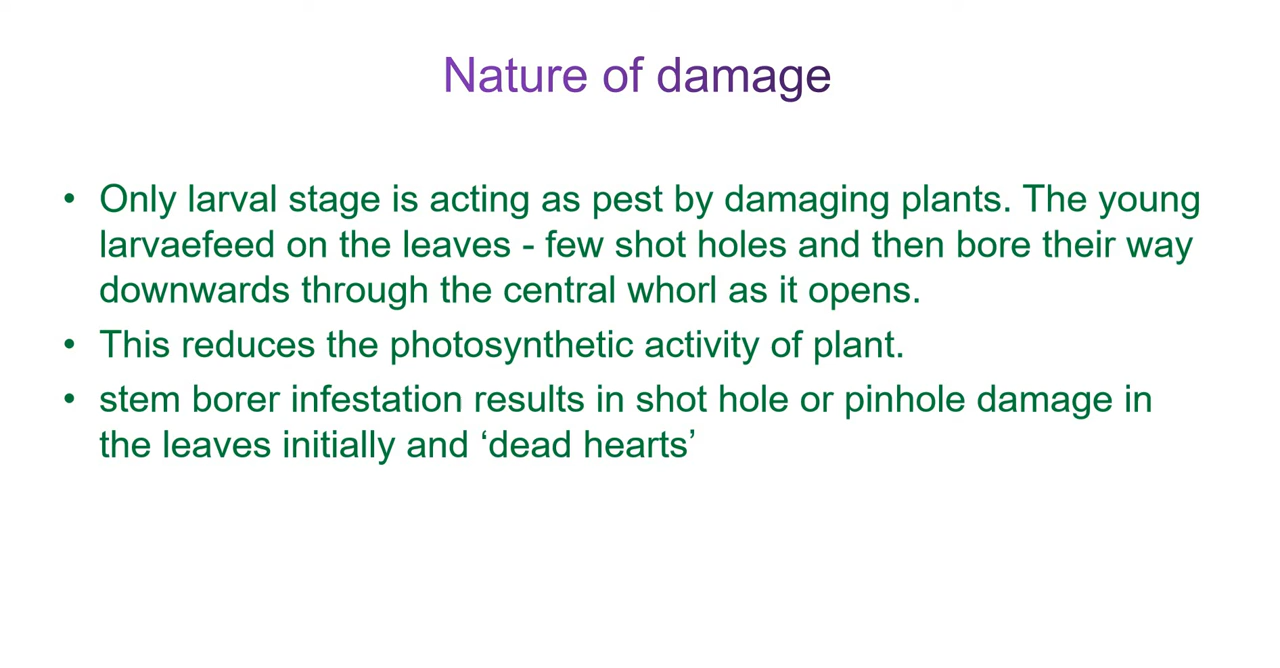 Nature of damage
• Only larval stage is acting as pest by damaging plants. The young
larvaefeed on the leaves - few shot holes and then bore their way
downwards through the central whorl as it opens.
• This reduces the photosynthetic activity of plant.
• stem borer infestation results in shot hole or pinhole damage in
the leaves initially and ‘dead hearts’